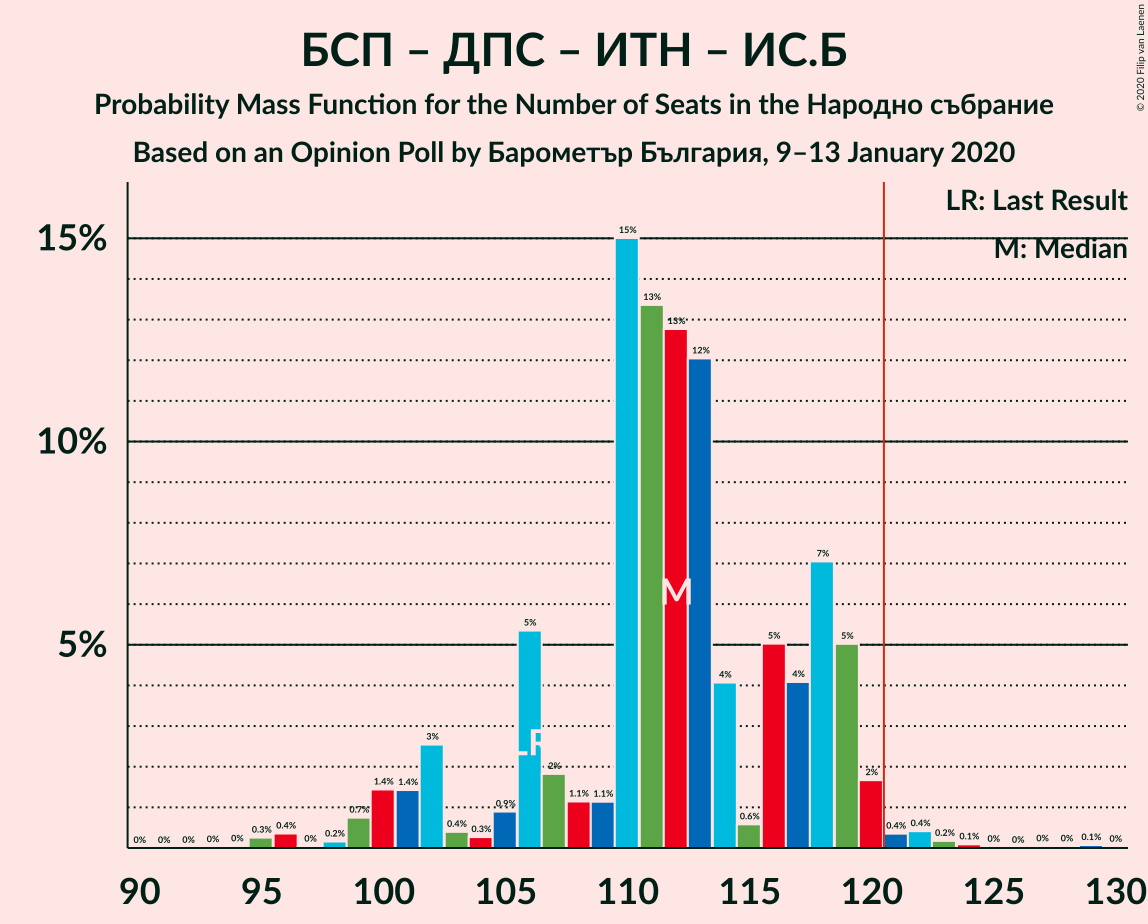 БСП – ДПС – ИТН – ИС.Б
Probability Mass Function for the Number of Seats in the Народно събрание
Based on an Opinion Poll by Барометър България, 9–13 January 2020
© 2020 Filip van Laenen
LR: Last Result
M: Median
15%
10%
5%
0% 0% 0% 0% 0% 0.3% 0.4% 0% 0.2% 0.7% 1.4% 1.4% 3% 0.4% 0.3% 0.9% 5% 2% 1.1% 1.1% 15% 13% 13% 12% 4% 0.6% 5% 4% 7% 5% 2% 0.4% 0.4% 0.2% 0.1% 0% 0% 0% 0% 0.1% 0%
LR
M
90 95 100 105 110 115 120 125 130